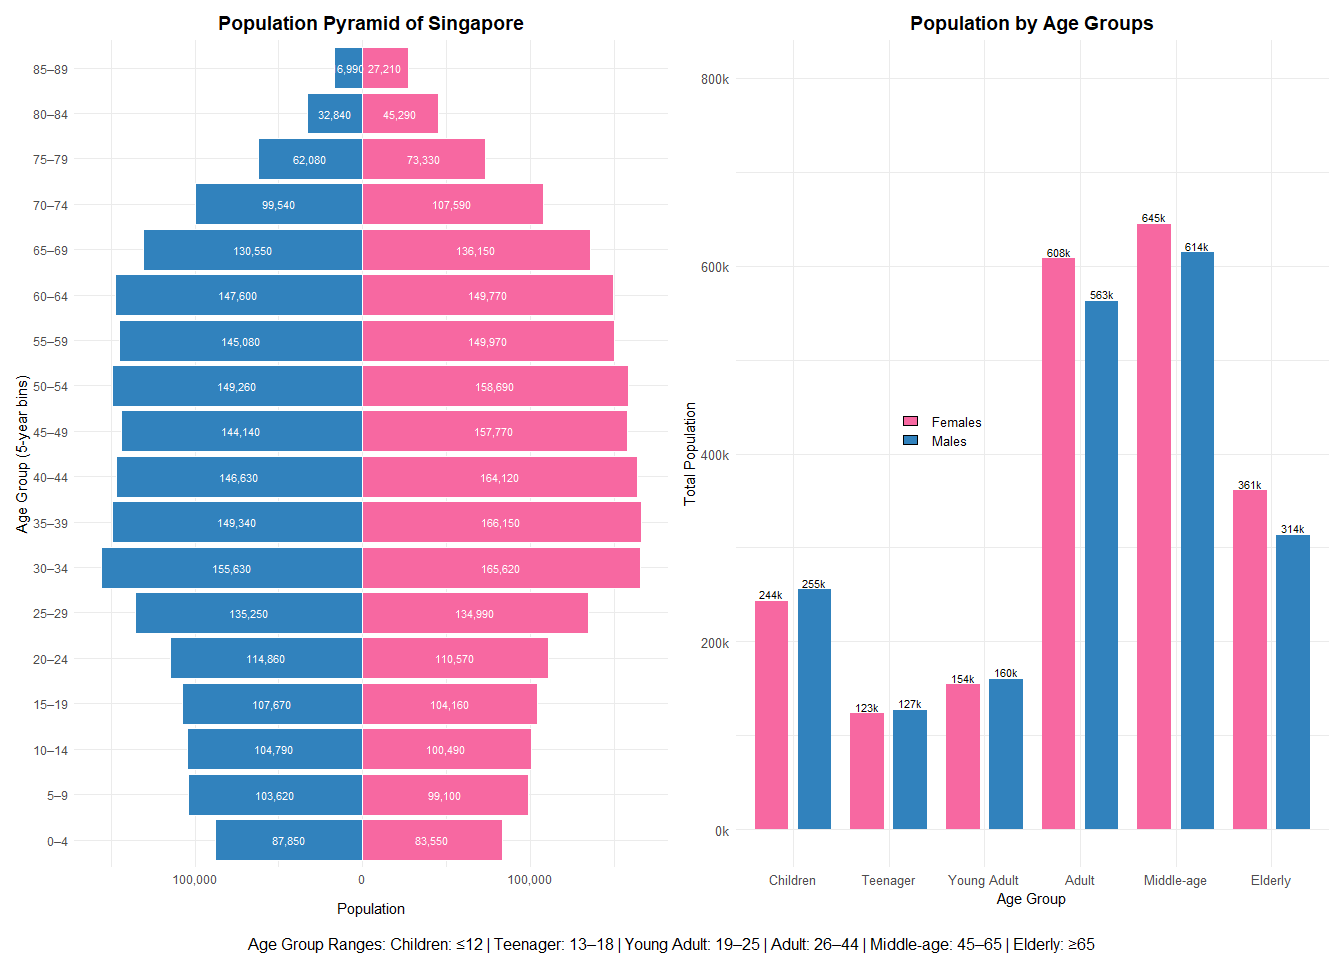 Population Pyramid of Singapore
85–89
6,990 27,210
80–84
32,840 45,290
75–79
62,080 73,330
70–74
99,540 107,590
65–69
130,550 136,150
60–64
147,600 149,770
55–59
145,080 149,970
50–54
149,260 158,690
45–49
144,140 157,770
40–44
146,630 164,120
35–39
149,340 166,150
30–34
155,630 165,620
25–29
135,250 134,990
20–24
114,860 110,570
15–19
107,670 104,160
10–14
104,790 100,490
5–9
103,620 99,100
0–4
87,850 83,550
Age Group (5-year bins)
100,000 0 100,000
Population
Population by Age Groups
800k
600k
400k
200k
0k
Total Population
Females
Males
244k 255k
123k 127k
154k 160k
608k 563k
645k 614k
361k 314k
Children Teenager Young Adult Adult Middle-age Elderly
Age Group
Age Group Ranges: Children: ≤12 | Teenager: 13–18 | Young Adult: 19–25 | Adult: 26–44 | Middle-age: 45–65 | Elderly: ≥65